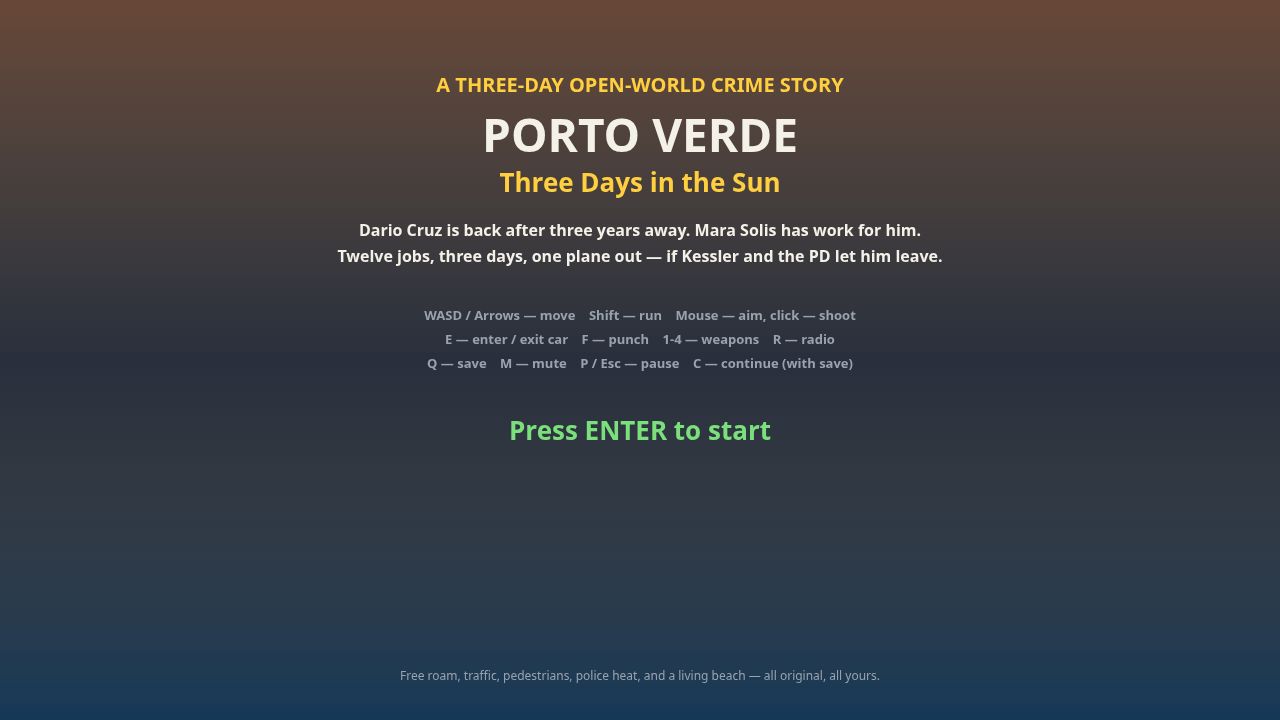 A THREE-DAY OPEN-WORLD CRIME STORY
PORTO VERDE
Three Days in the Sun
Dario Cruz is back after three years away. Mara Solis has work for him.
Twelve jobs, three days, one plane out — if Kessler and the PD let him leave.
WASD / Arrows — move Shift — run Mouse — aim, click — shoot
E — enter / exit car F — punch 1-4 — weapons R — radio
Q — save M — mute P / Esc — pause C — continue (with save)
Press ENTER to start
Free roam, traffic, pedestrians, police heat, and a living beach — all original, all yours.